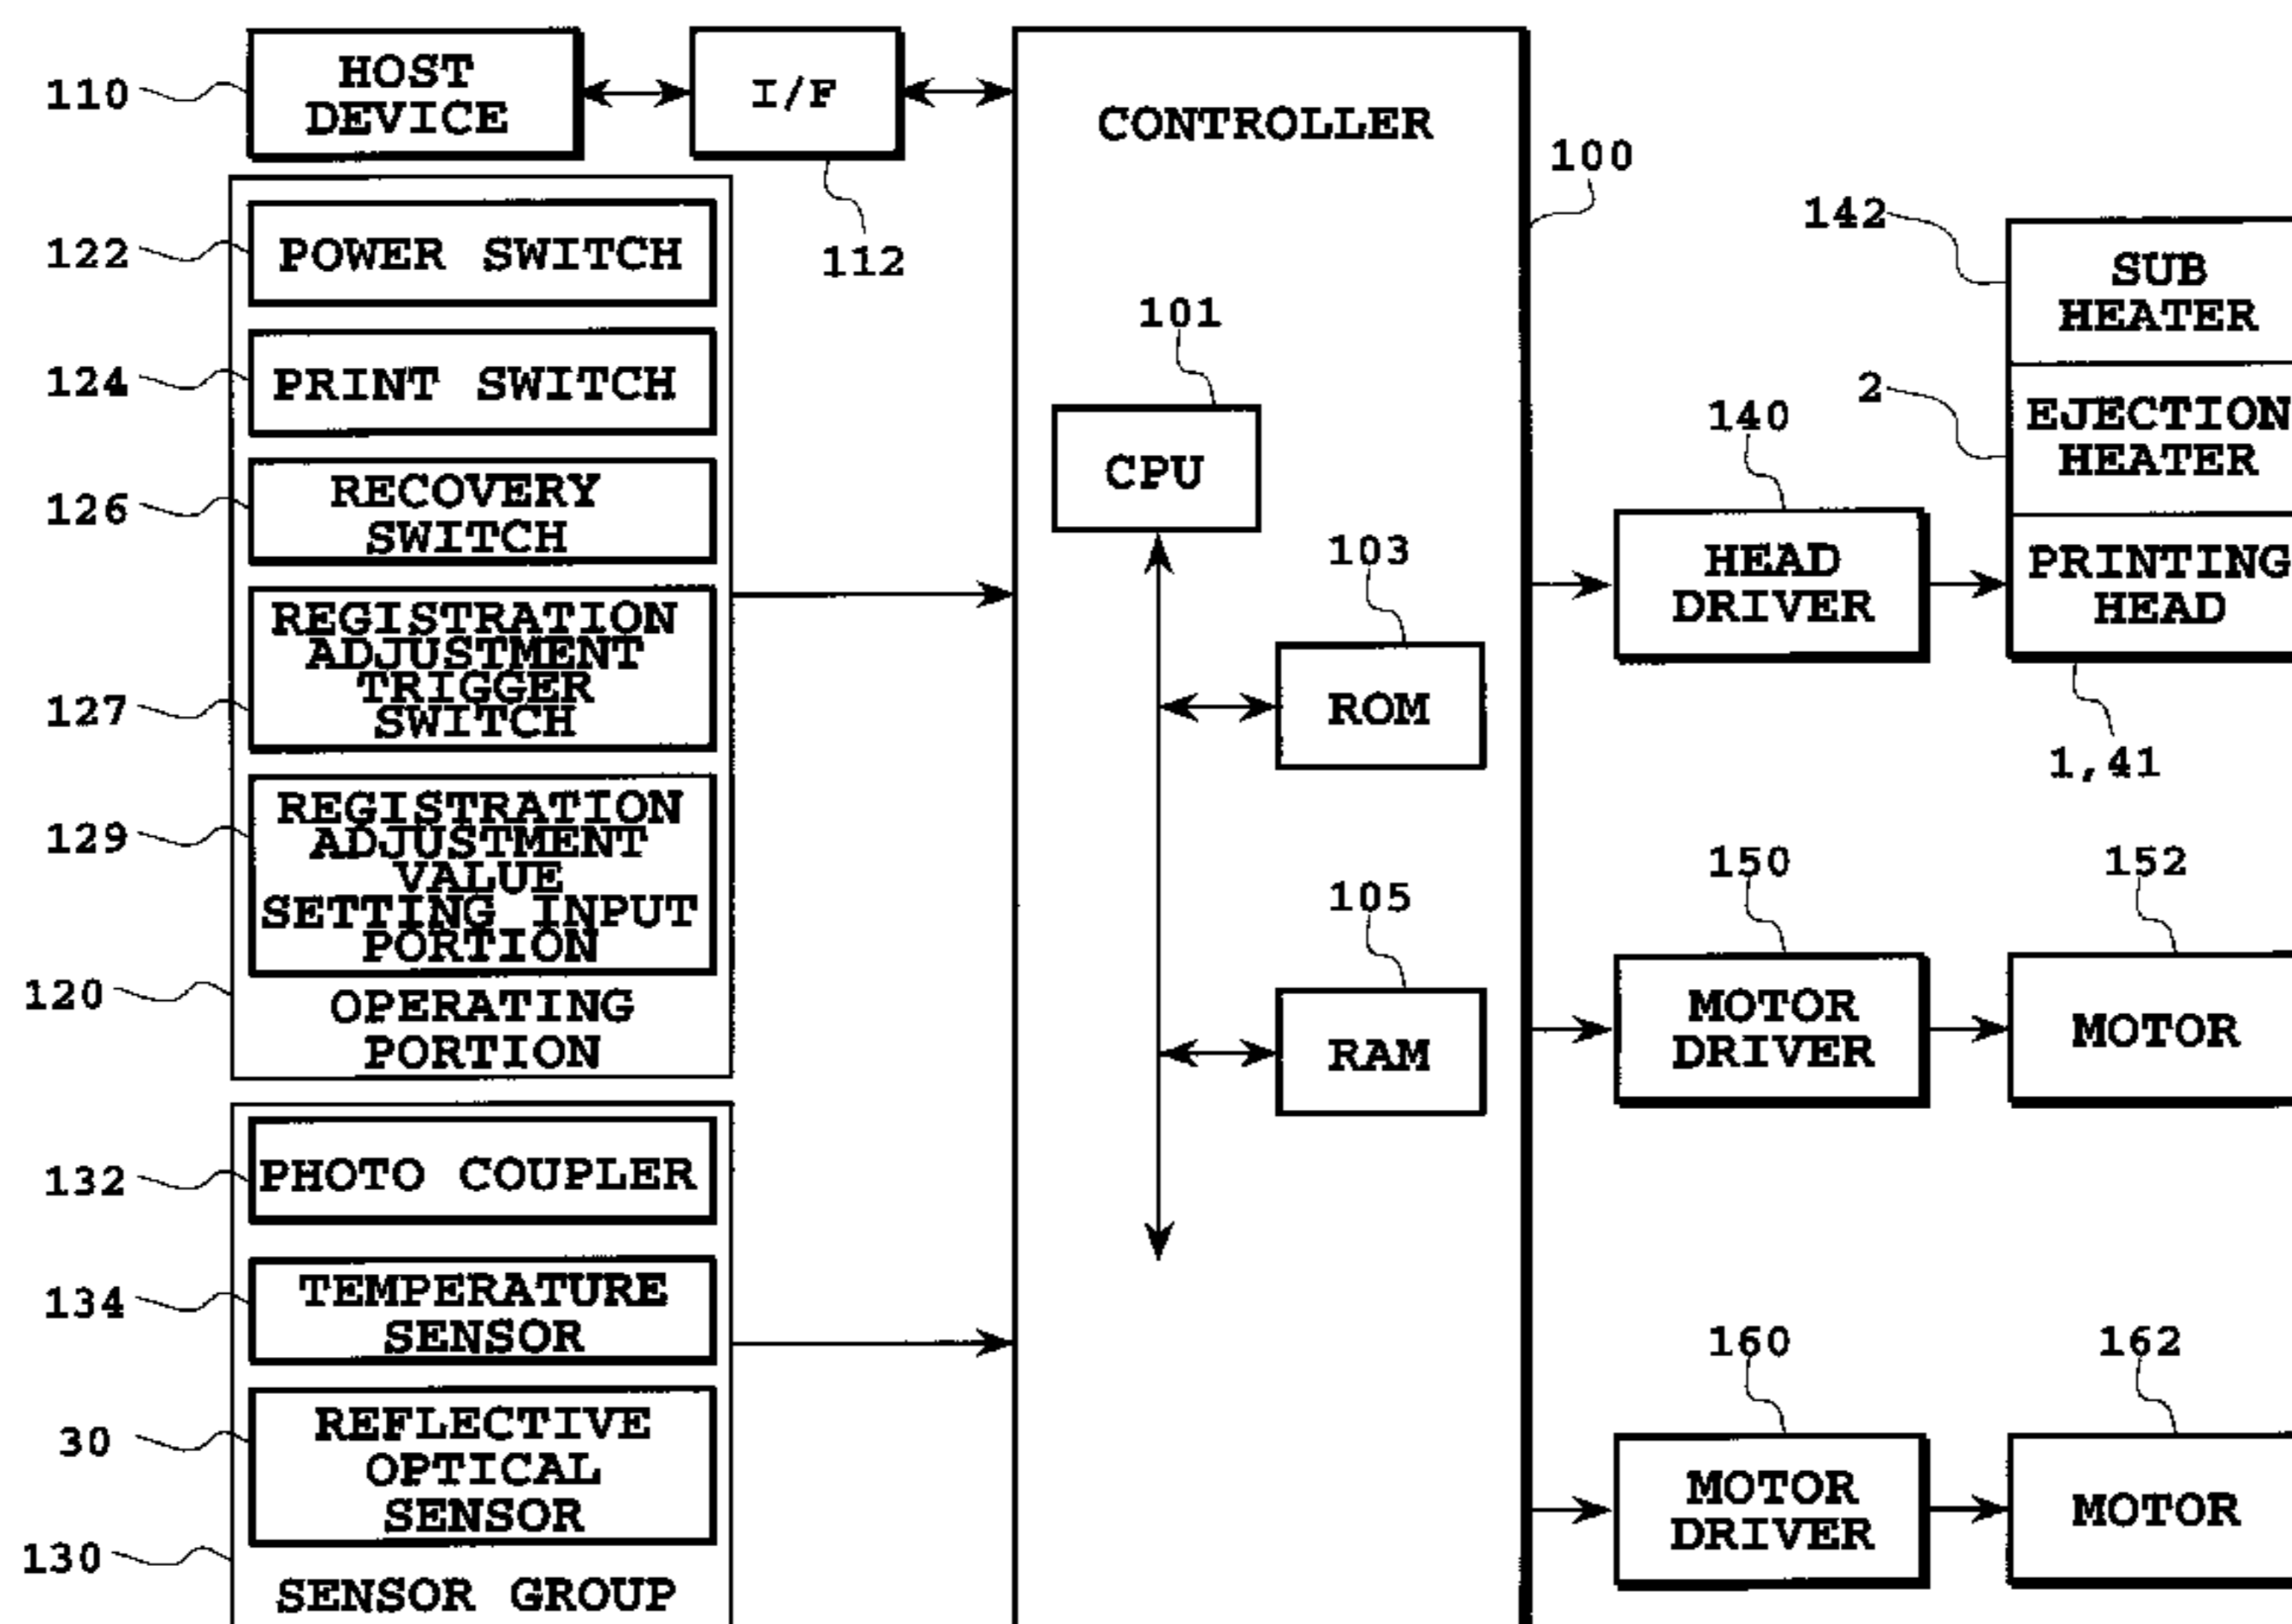 110
HOST
DEVICE
I/F
112
CONTROLLER
100
122
POWER SWITCH
124
PRINT SWITCH
126
RECOVERY
SWITCH
127
REGISTRATION
ADJUSTMENT
TRIGGER
SWITCH
129
REGISTRATION
ADJUSTMENT
VALUE
SETTING INPUT
PORTION
120
OPERATING
PORTION
132
PHOTO COUPLER
134
TEMPERATURE
SENSOR
30
REFLECTIVE
OPTICAL
SENSOR
130
SENSOR GROUP
101
CPU
103
ROM
105
RAM
140
HEAD
DRIVER
142
SUB
HEATER
2
EJECTION
HEATER
PRINTING
HEAD
1,41
150
MOTOR
DRIVER
152
MOTOR
160
MOTOR
DRIVER
162
MOTOR